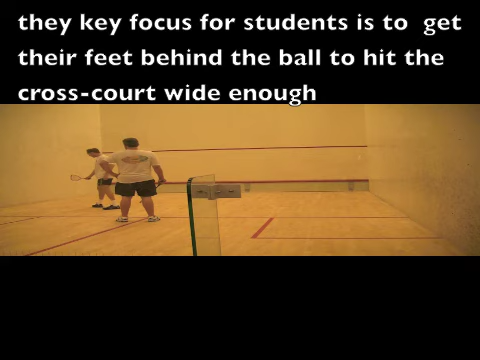 they key focus for students is to  get
their feet behind the ball to hit the
cross-court wide enough